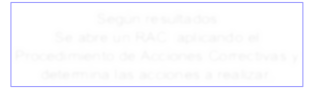 Según resultados
Se abre un RAC: aplicando el
Procedimiento de Acciones Correctivas y
determina las acciones a realizar